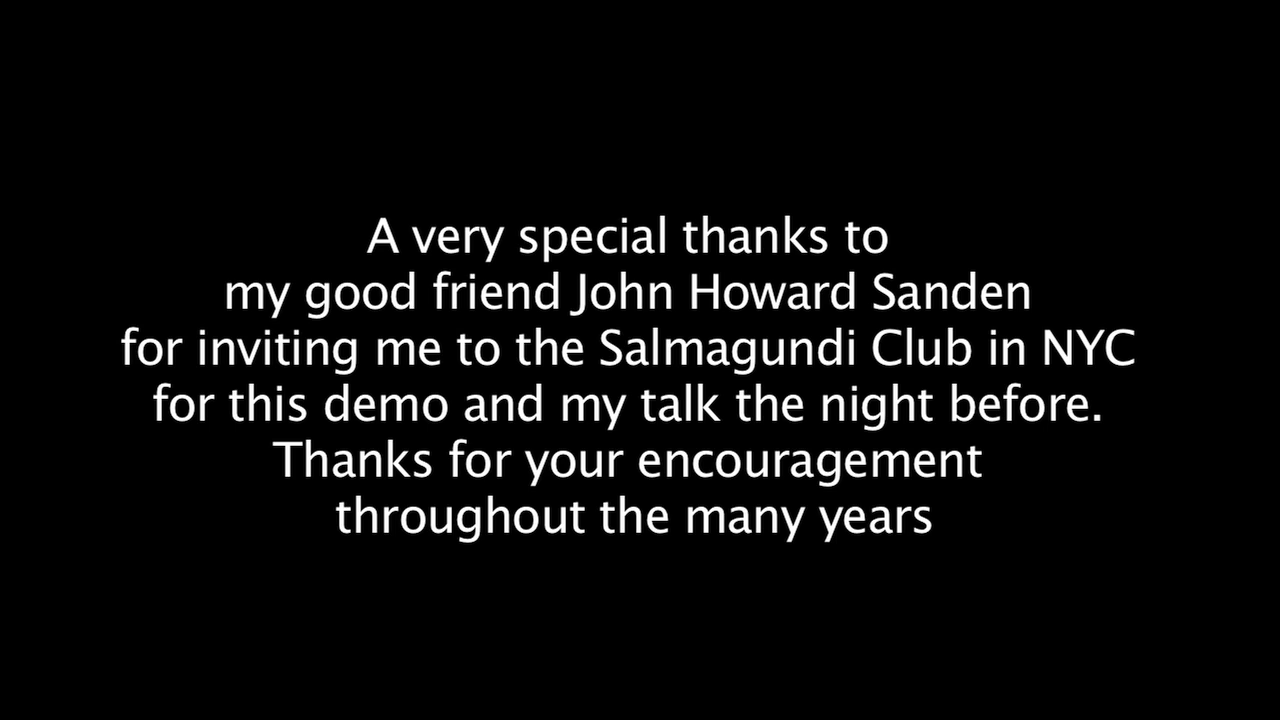 A very special thanks to
my good friend John Howard Sanden
for inviting me to the Salmagundi Club in NYC
for this demo and my talk the night before.
Thanks for your encouragement
throughout the many years